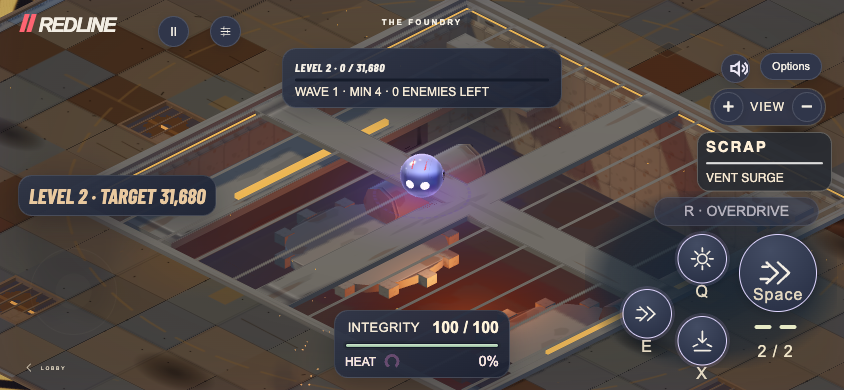 REDLINE
THE FOUNDRY
LEVEL 2 · 0 / 31,680
WAVE 1 · MIN 4 · 0 ENEMIES LEFT
Options
+ VIEW −
SCRAP
VENT SURGE
LEVEL 2 · TARGET 31,680
R · OVERDRIVE
Q
Space
E
X
2 / 2
INTEGRITY 100 / 100
HEAT 0%
LOBBY